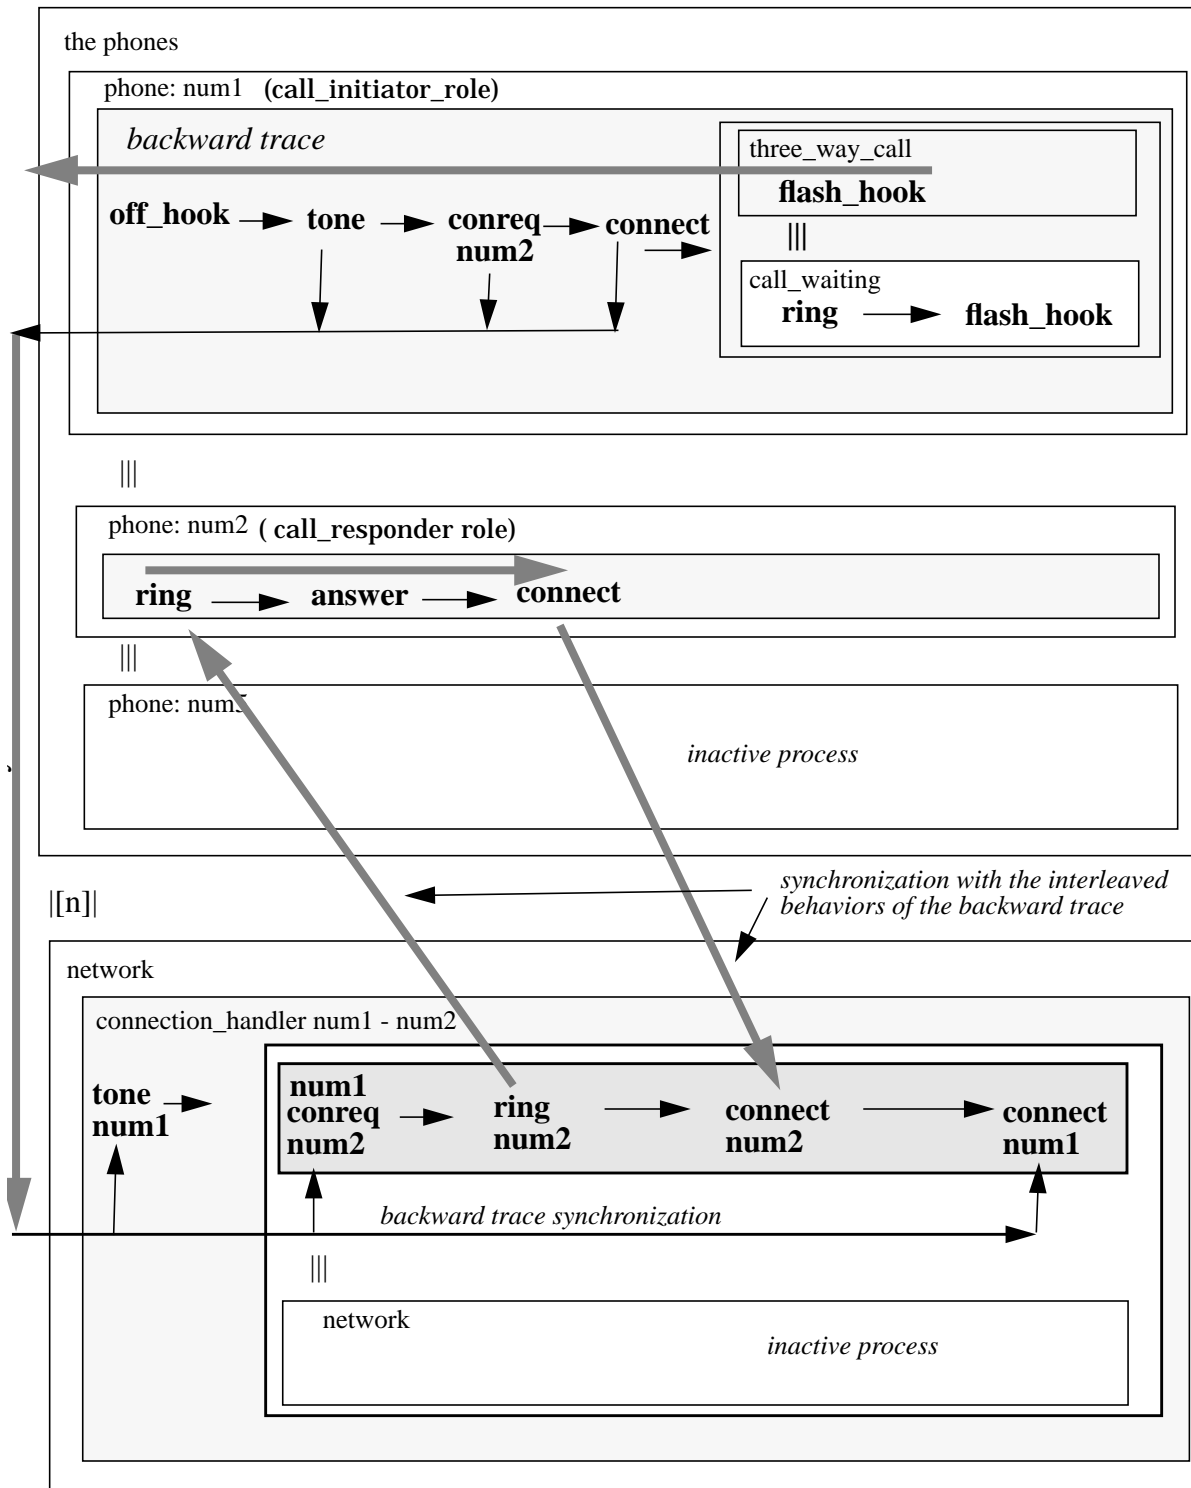 the phones
phone: num1 (call_initiator_role)
backward trace
three_way_call
flash_hook
off_hook tone conreq connect
num2
|||
call_waiting
ring flash_hook
|||
phone: num2 ( call_responder role)
ring answer connect
|||
phone: num5
inactive process
|[n]|
synchronization with the interleaved
behaviors of the backward trace
network
connection_handler num1 - num2
tone
num1
num1
conreq
num2
ring
num2
connect
num2
connect
num1
backward trace synchronization
|||
network
inactive process